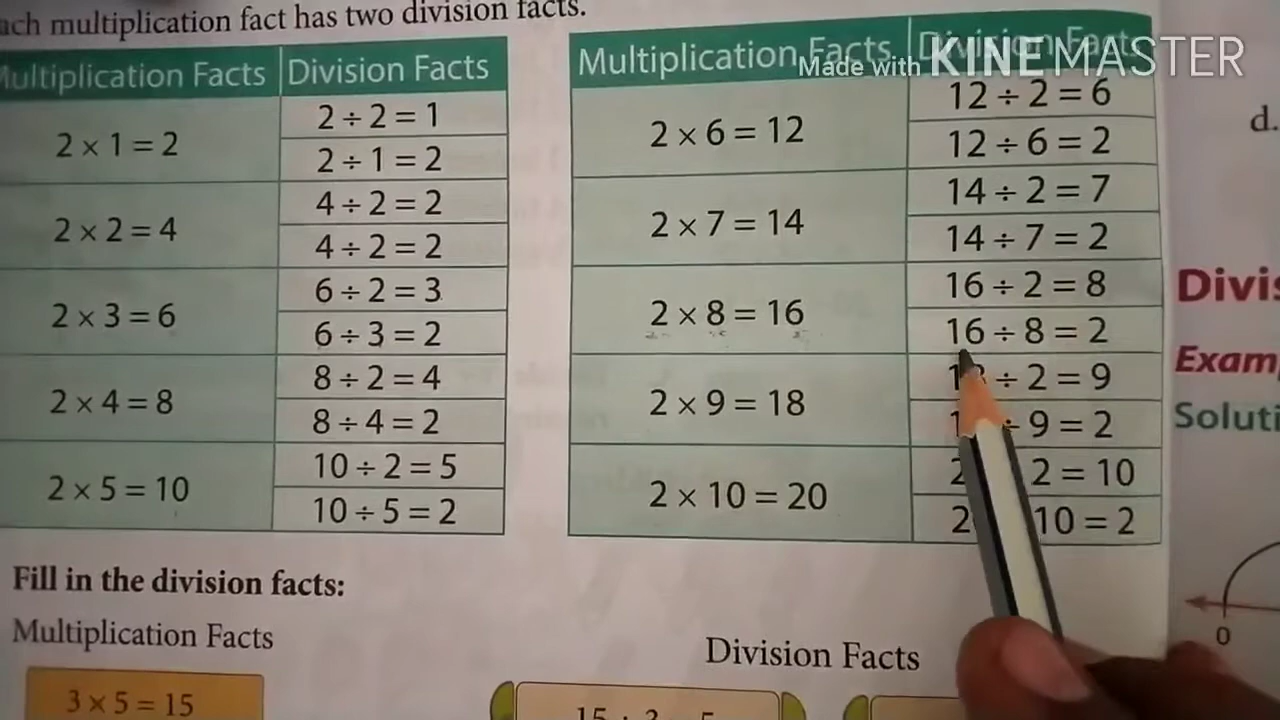 ach multiplication fact has two division facts.
Multiplication Facts Division Facts
2 × 1 = 2
2 ÷ 2 = 1
2 ÷ 1 = 2
2 × 2 = 4
4 ÷ 2 = 2
4 ÷ 2 = 2
2 × 3 = 6
6 ÷ 2 = 3
6 ÷ 3 = 2
2 × 4 = 8
8 ÷ 2 = 4
8 ÷ 4 = 2
2 × 5 = 10
10 ÷ 2 = 5
10 ÷ 5 = 2
Multiplication Facts Division Facts
Made with KINEMASTER
2 × 6 = 12
12 ÷ 2 = 6
12 ÷ 6 = 2
2 × 7 = 14
14 ÷ 2 = 7
14 ÷ 7 = 2
2 × 8 = 16
16 ÷ 2 = 8
16 ÷ 8 = 2
2 × 9 = 18
18 ÷ 2 = 9
÷ 9 = 2
2 × 10 = 20
2 = 10
10 = 2
d.
Divis
Exam
Soluti
0
Fill in the division facts:
Multiplication Facts
Division Facts
3 × 5 = 15